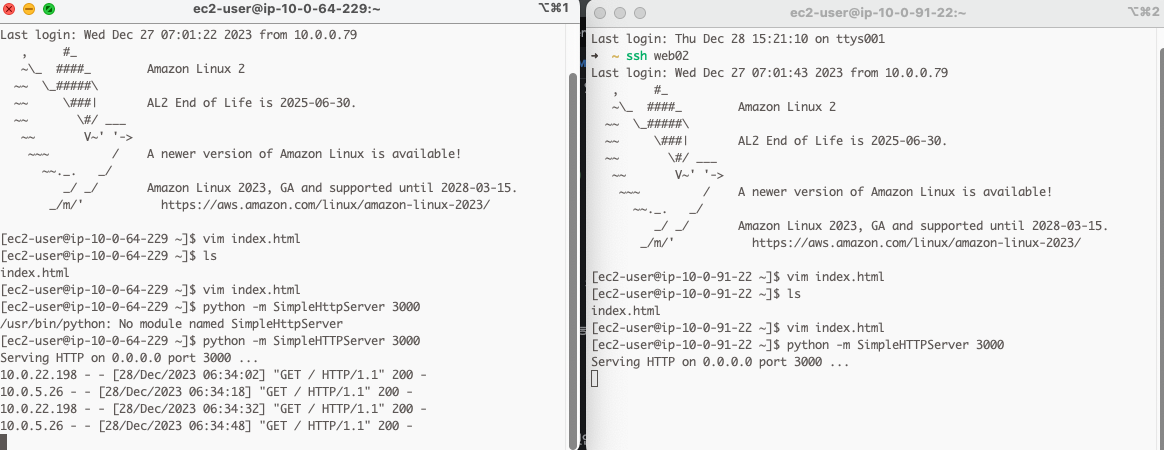 ec2-user@ip-10-0-64-229:~
⌥⌘1
Last login: Wed Dec 27 07:01:22 2023 from 10.0.0.79
   ,     #_
   ~\_  ####_        Amazon Linux 2
  ~~  \_#####\
  ~~     \###|       AL2 End of Life is 2025-06-30.
  ~~       \#/ ___
   ~~       V~' '->
    ~~~         /    A newer version of Amazon Linux is available!
      ~~._.   _/
         _/ _/       Amazon Linux 2023, GA and supported until 2028-03-15.
       _/m/'           https://aws.amazon.com/linux/amazon-linux-2023/
[ec2-user@ip-10-0-64-229 ~]$ vim index.html
[ec2-user@ip-10-0-64-229 ~]$ ls
index.html
[ec2-user@ip-10-0-64-229 ~]$ vim index.html
[ec2-user@ip-10-0-64-229 ~]$ python -m SimpleHttpServer 3000
/usr/bin/python: No module named SimpleHttpServer
[ec2-user@ip-10-0-64-229 ~]$ python -m SimpleHTTPServer 3000
Serving HTTP on 0.0.0.0 port 3000 ...
10.0.22.198 - - [28/Dec/2023 06:34:02] "GET / HTTP/1.1" 200 -
10.0.5.26 - - [28/Dec/2023 06:34:18] "GET / HTTP/1.1" 200 -
10.0.22.198 - - [28/Dec/2023 06:34:32] "GET / HTTP/1.1" 200 -
10.0.5.26 - - [28/Dec/2023 06:34:48] "GET / HTTP/1.1" 200 -
ec2-user@ip-10-0-91-22:~
⌥⌘2
Last login: Thu Dec 28 15:21:10 on ttys001
➜  ~ ssh web02
Last login: Wed Dec 27 07:01:43 2023 from 10.0.0.79
   ,     #_
   ~\_  ####_        Amazon Linux 2
  ~~  \_#####\
  ~~     \###|       AL2 End of Life is 2025-06-30.
  ~~       \#/ ___
   ~~       V~' '->
    ~~~         /    A newer version of Amazon Linux is available!
      ~~._.   _/
         _/ _/       Amazon Linux 2023, GA and supported until 2028-03-15.
       _/m/'           https://aws.amazon.com/linux/amazon-linux-2023/
[ec2-user@ip-10-0-91-22 ~]$ vim index.html
[ec2-user@ip-10-0-91-22 ~]$ ls
index.html
[ec2-user@ip-10-0-91-22 ~]$ vim index.html
[ec2-user@ip-10-0-91-22 ~]$ python -m SimpleHTTPServer 3000
Serving HTTP on 0.0.0.0 port 3000 ...